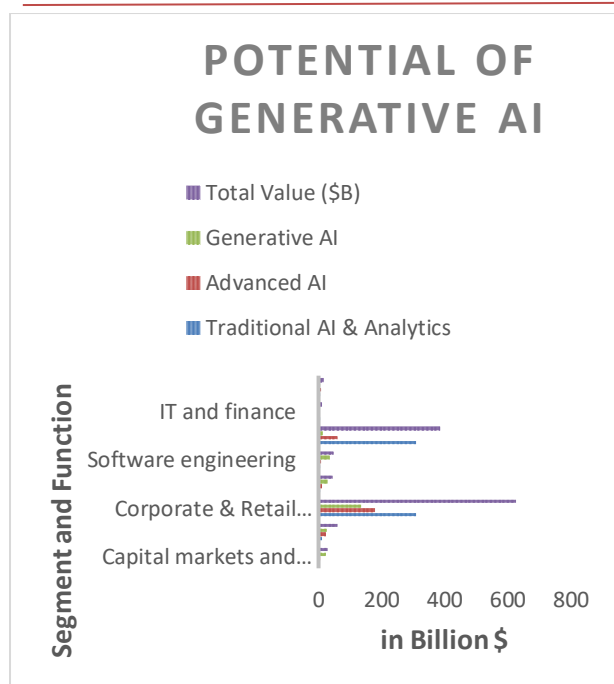 POTENTIAL OF
GENERATIVE AI
Total Value ($B)
Generative AI
Advanced AI
Traditional AI & Analytics
Segment and Function
IT and finance
Software engineering
Corporate & Retail...
Capital markets and...
0 200 400 600 800
in Billion $